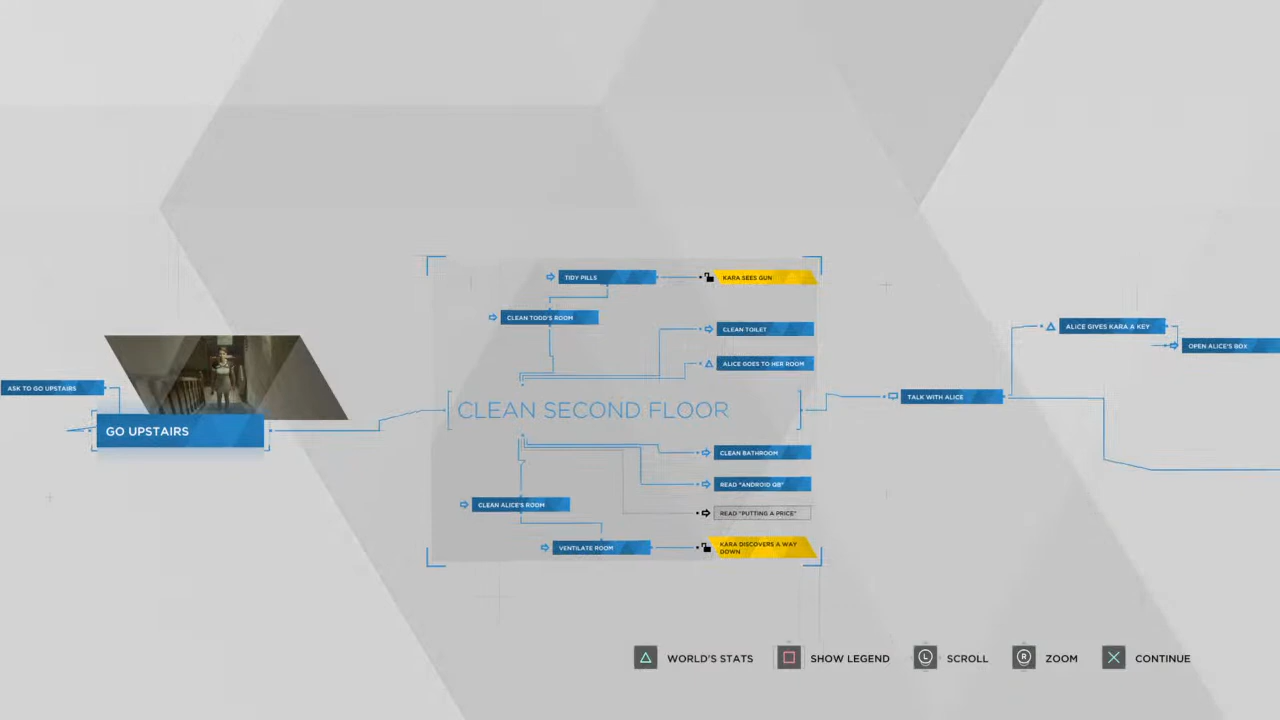 TIDY PILLS
KARA SEES GUN
CLEAN TODD'S ROOM
CLEAN TOILET
ALICE GIVES KARA A KEY
OPEN ALICE'S BOX
ALICE GOES TO HER ROOM
ASK TO GO UPSTAIRS
TALK WITH ALICE
CLEAN SECOND FLOOR
GO UPSTAIRS
CLEAN BATHROOM
READ "ANDROID QB"
CLEAN ALICE'S ROOM
READ "PUTTING A PRICE"
VENTILATE ROOM
KARA DISCOVERS A WAY
DOWN
WORLD'S STATS
SHOW LEGEND
L
SCROLL
R
ZOOM
CONTINUE